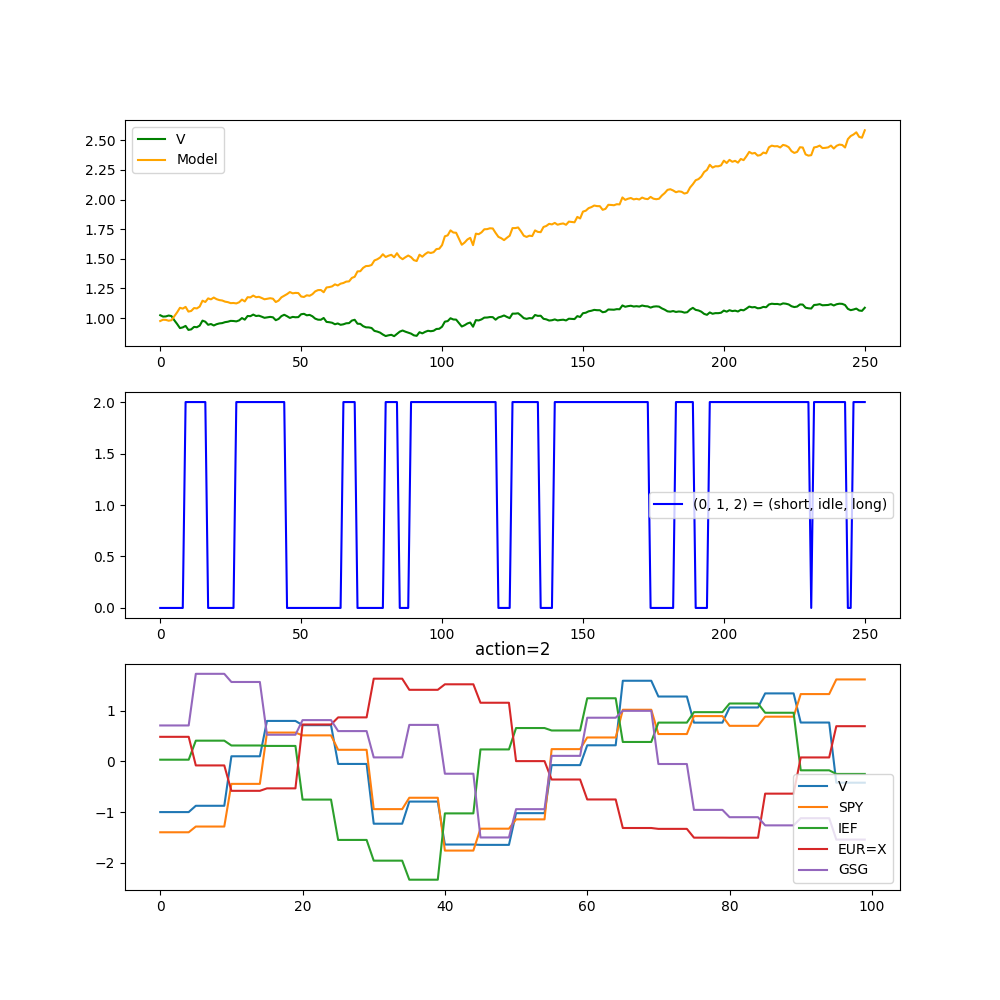 V
Model
2.50
2.25
2.00
1.75
1.50
1.25
1.00
0 50 100 150 200 250
2.0
1.5
1.0
0.5
0.0
(0, 1, 2) = (short, idle, long)
0 50 100 150 200 250
action=2
1
0
−1
−2
V
SPY
IEF
EUR=X
GSG
0 20 40 60 80 100